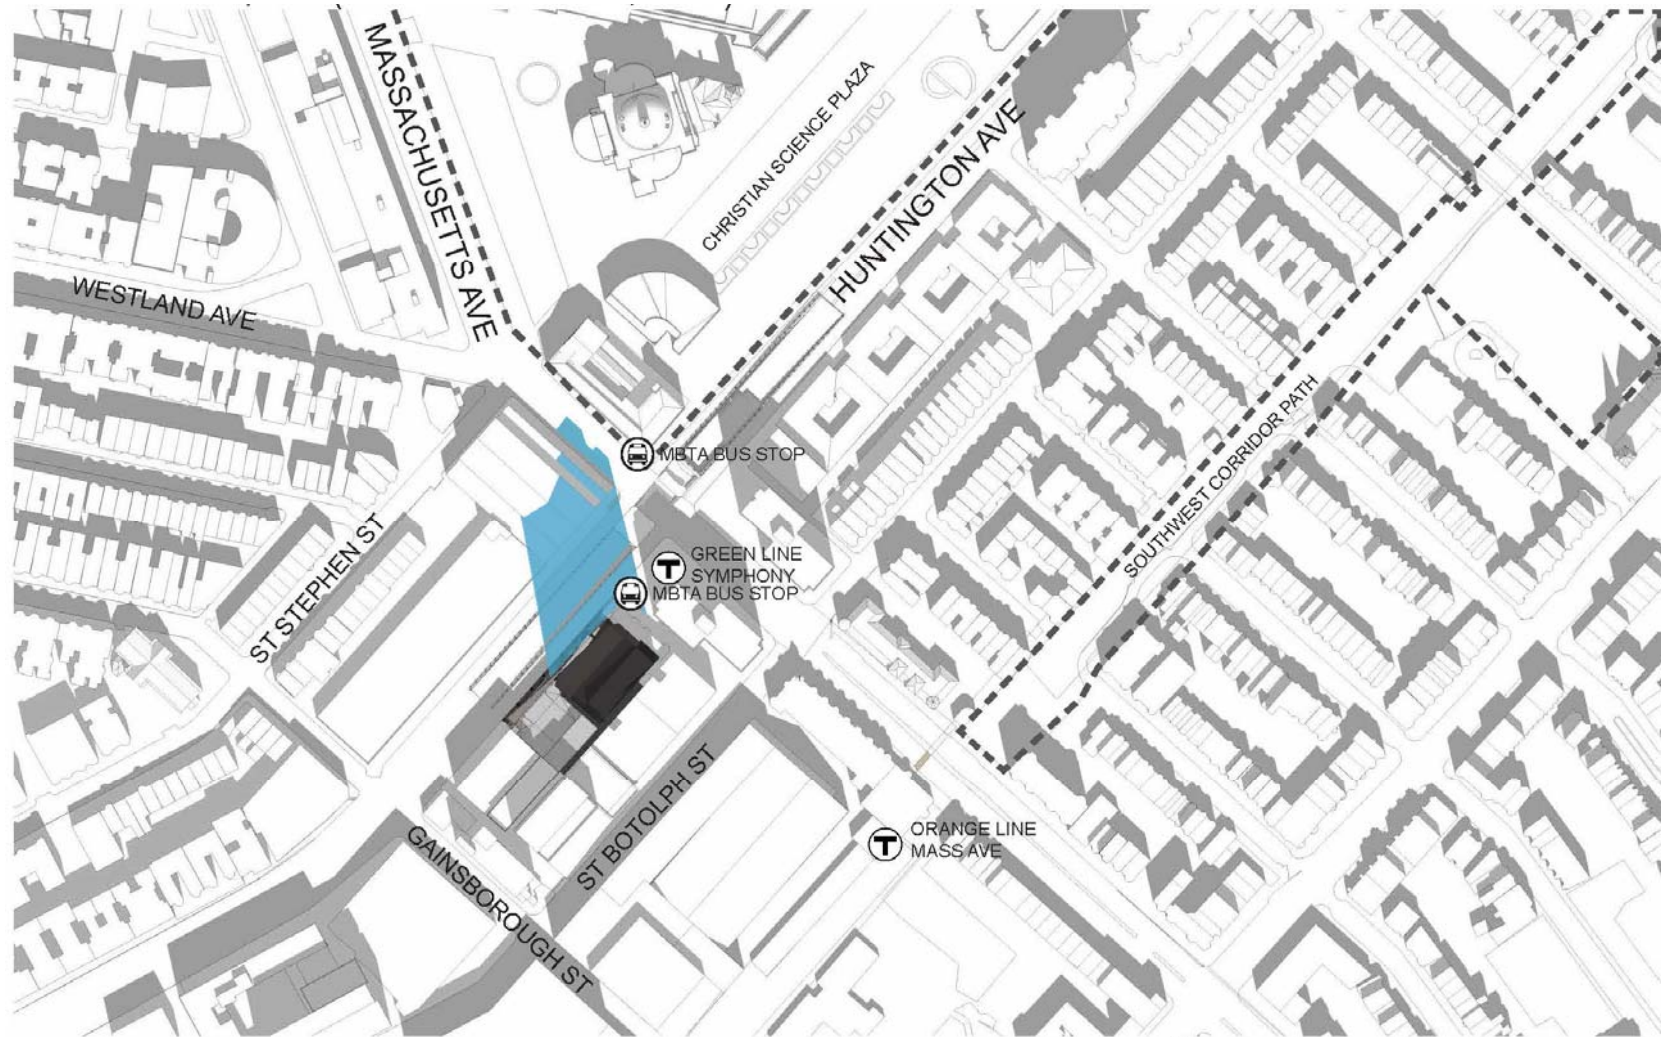 MASSACHUSETTS AVE
CHRISTIAN SCIENCE PLAZA
HUNTINGTON AVE
WESTLAND AVE
SOUTHWEST CORRIDOR PATH
MBTA BUS STOP
ST STEPHEN ST
GREEN LINE
SYMPHONY
MBTA BUS STOP
ST BOTOLPH ST
GAINSBOROUGH ST
ORANGE LINE
MASS AVE